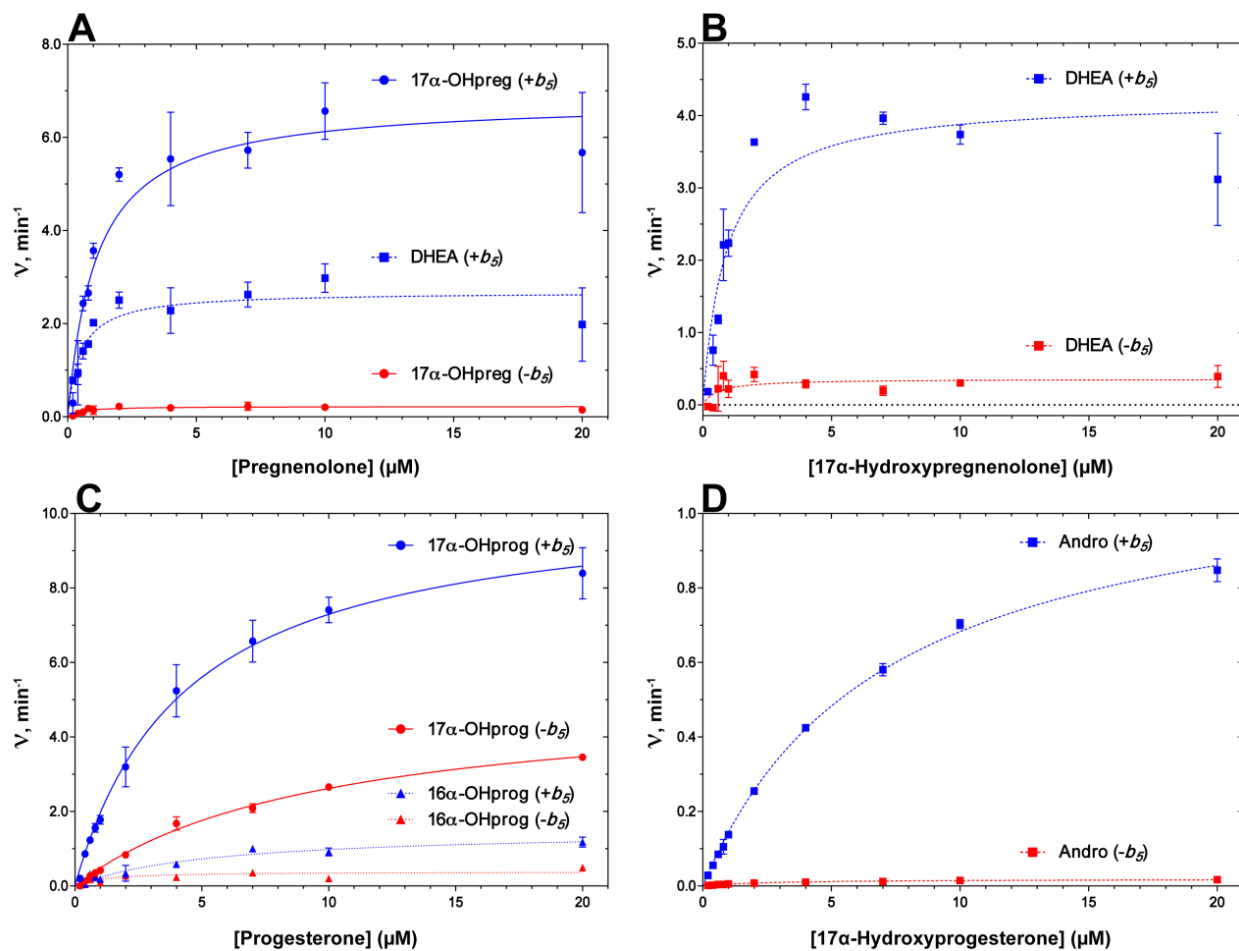 A
8.0
6.0
4.0
2.0
0.0
ν, min⁻¹
17α-OHpreg (+b₅)
DHEA (+b₅)
17α-OHpreg (-b₅)
0 5 10 15 20
[Pregnenolone] (µM)
B
5.0
4.0
3.0
2.0
1.0
0.0
ν, min⁻¹
DHEA (+b₅)
DHEA (-b₅)
0 5 10 15 20
[17α-Hydroxypregnenolone] (µM)
C
10.0
8.0
6.0
4.0
2.0
0.0
ν, min⁻¹
17α-OHprog (+b₅)
17α-OHprog (-b₅)
16α-OHprog (+b₅)
16α-OHprog (-b₅)
0 5 10 15 20
[Progesterone] (µM)
D
1.0
0.8
0.6
0.4
0.2
0.0
ν, min⁻¹
Andro (+b₅)
Andro (-b₅)
0 5 10 15 20
[17α-Hydroxyprogesterone] (µM)